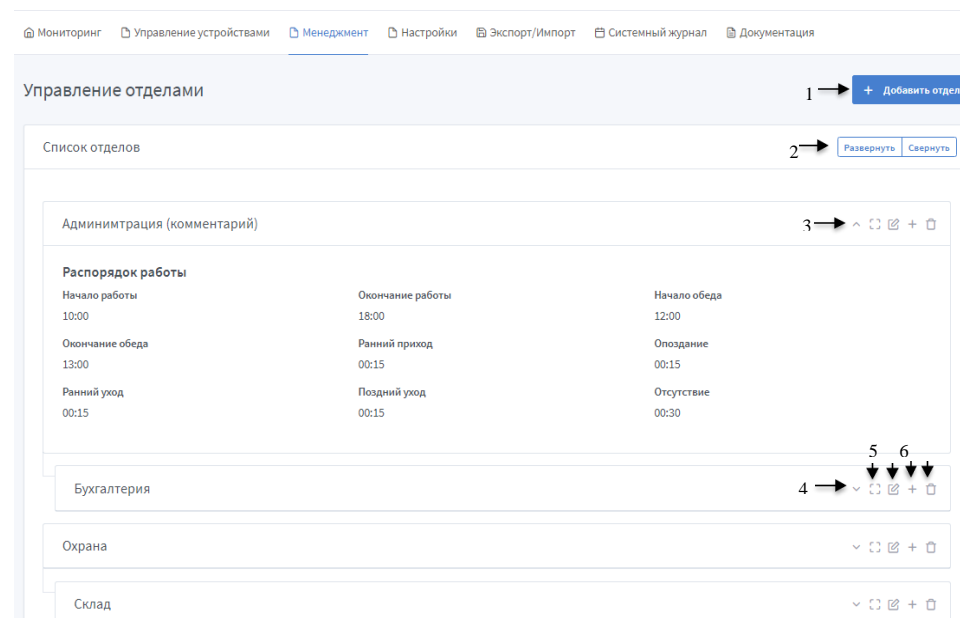 Мониторинг Управление устройствами Менеджмент Настройки Экспорт/Импорт Системный журнал Документация
Управление отделами
1 + Добавить отдел
Список отделов
2 Развернуть Свернуть
Админимтрация (комментарий)
3
Распорядок работы
Начало работы Окончание работы Начало обеда
10:00 18:00 12:00
Окончание обеда Ранний приход Опоздание
13:00 00:15 00:15
Ранний уход Поздний уход Отсутствие
00:15 00:15 00:30
5 6
Бухгалтерия 4
Охрана
Склад